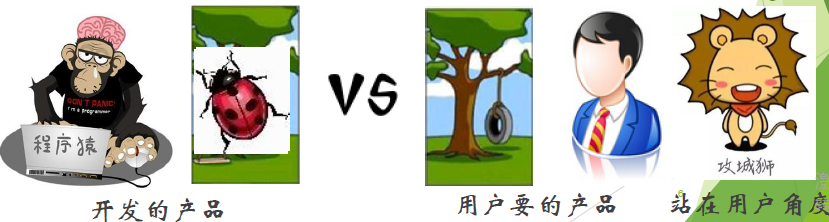 DON'T PANIC!
I'm a programmer
程序猿
VS
攻城狮
开发的产品
用户要的产品
站在用户角度